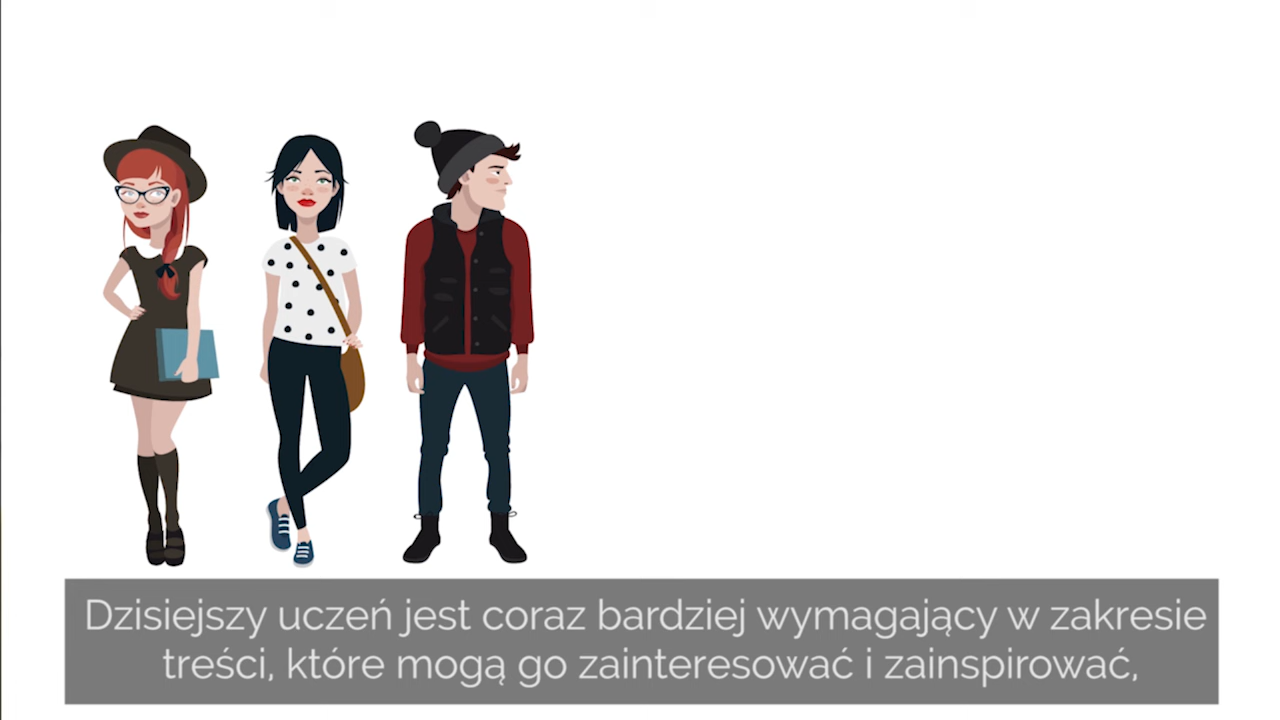 Dzisiejszy uczeń jest coraz bardziej wymagający w zakresie
treści, które mogą go zainteresować i zainspirować,